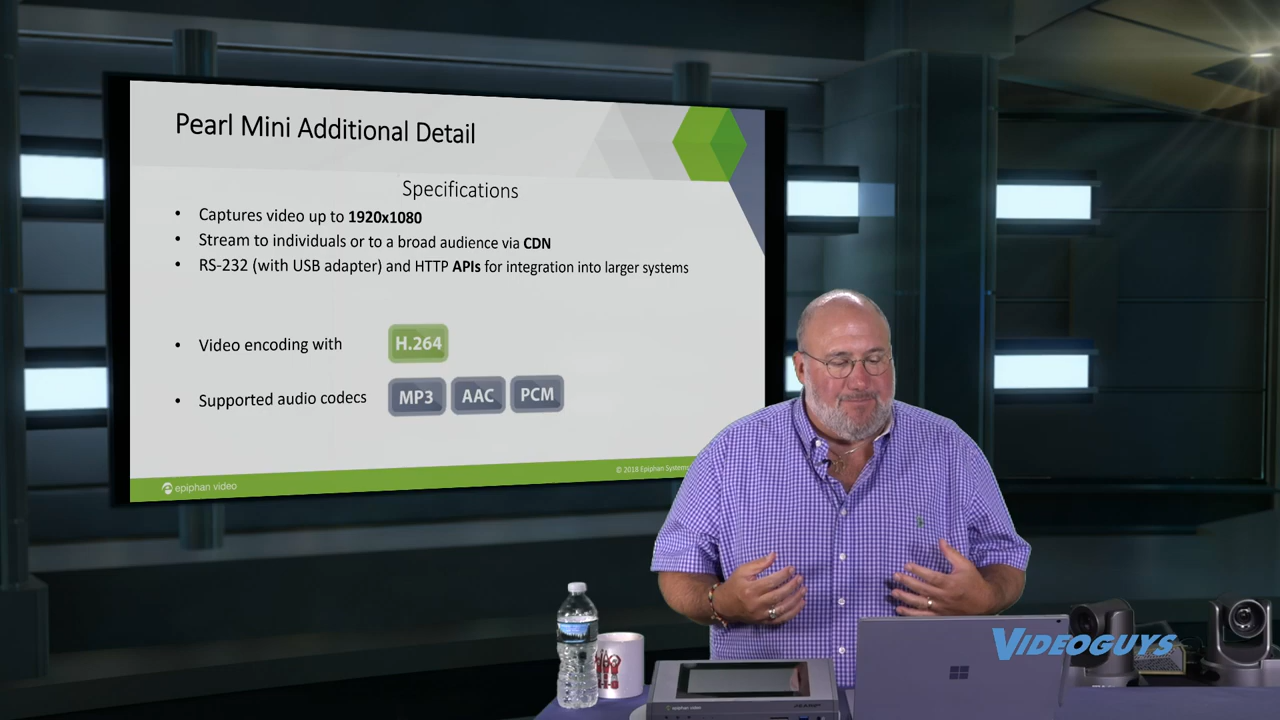 Pearl Mini Additional Detail
Specifications
• Captures video up to 1920x1080
• Stream to individuals or to a broad audience via CDN
• RS-232 (with USB adapter) and HTTP APIs for integration into larger systems
• Video encoding with H.264
• Supported audio codecs MP3 AAC PCM
© 2018 Epiphan Systems
epiphan video
VIDEOGUYS
epiphan video